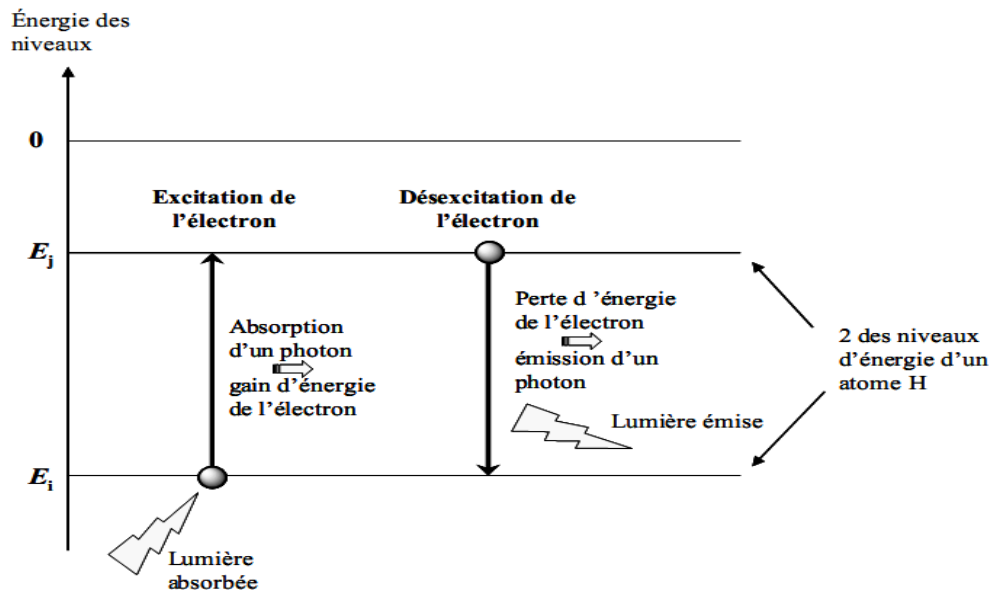 Énergie des
niveaux
0
Excitation de
l'électron
Désexcitation de
l'électron
Ej
Absorption
d'un photon
gain d'énergie
de l'électron
Perte d 'énergie
de l'électron
émission d'un
photon
2 des niveaux
d'énergie d'un
atome H
Lumière émise
Ei
Lumière
absorbée